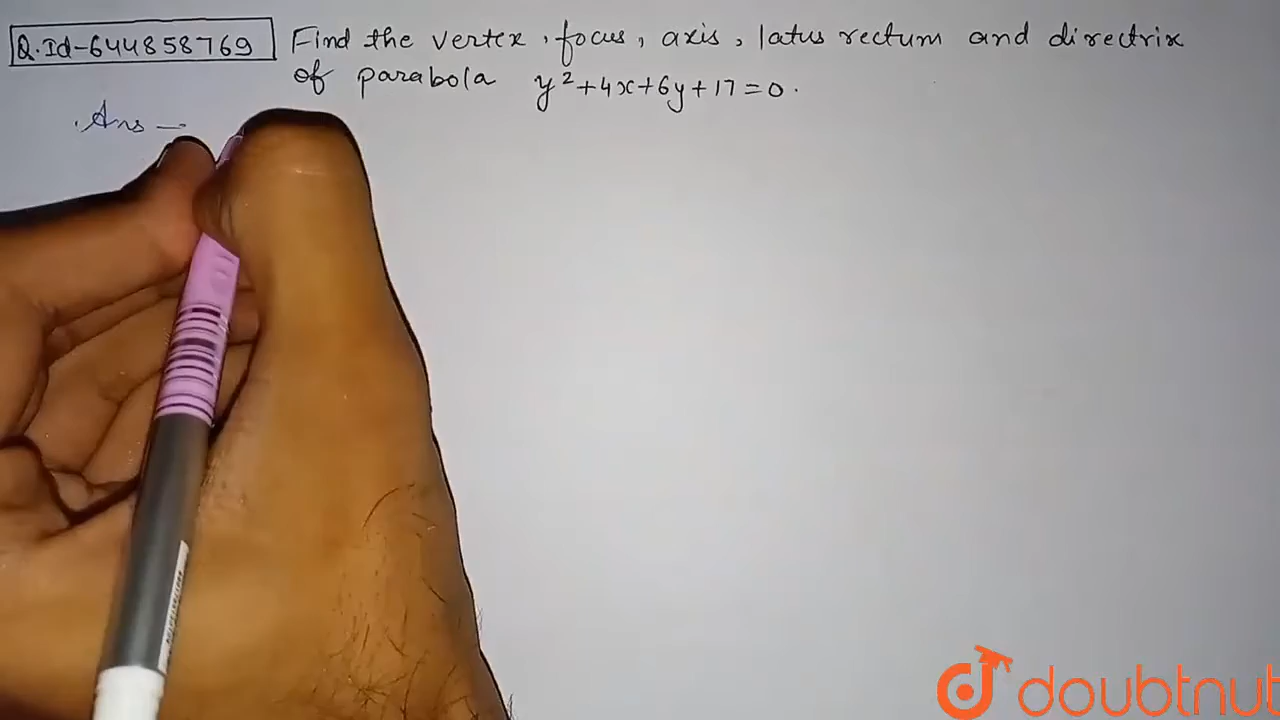 Q.Id-644858769 Find the vertex, focus, axis, latus rectum and directrix
of parabola y²+4x+6y+17=0.
Ans -
doubtnut